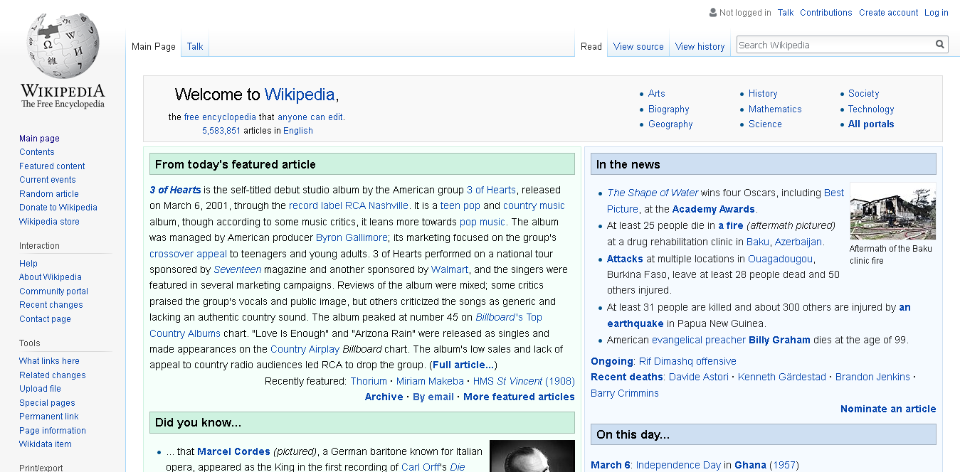 Not logged in Talk Contributions Create account Log in
Main Page Talk Read View source View history Search Wikipedia
WIKIPEDIA
The Free Encyclopedia
Main page
Contents
Featured content
Current events
Random article
Donate to Wikipedia
Wikipedia store
Interaction
Help
About Wikipedia
Community portal
Recent changes
Contact page
Tools
What links here
Related changes
Upload file
Special pages
Permanent link
Page information
Wikidata item
Print/export
Welcome to Wikipedia,
the free encyclopedia that anyone can edit.
5,583,851 articles in English
Arts
Biography
Geography
History
Mathematics
Science
Society
Technology
All portals
From today's featured article
3 of Hearts is the self-titled debut studio album by the American group 3 of Hearts, released
on March 6, 2001, through the record label RCA Nashville. It is a teen pop and country music
album, though according to some music critics, it leans more towards pop music. The album
was managed by American producer Byron Gallimore; its marketing focused on the group's
crossover appeal to teenagers and young adults. 3 of Hearts performed on a national tour
sponsored by Seventeen magazine and another sponsored by Walmart, and the singers were
featured in several marketing campaigns. Reviews of the album were mixed; some critics
praised the group's vocals and public image, but others criticized the songs as generic and
lacking an authentic country sound. The album peaked at number 45 on Billboard's Top
Country Albums chart. "Love Is Enough" and "Arizona Rain" were released as singles and
made appearances on the Country Airplay Billboard chart. The album's low sales and lack of
appeal to country radio audiences led RCA to drop the group. (Full article...)
Recently featured: Thorium · Miriam Makeba · HMS St Vincent (1908)
Archive · By email · More featured articles
Did you know...
... that Marcel Cordes (pictured), a German baritone known for Italian
opera, appeared as the King in the first recording of Carl Orff's Die
In the news
The Shape of Water wins four Oscars, including Best
Picture, at the Academy Awards.
At least 25 people die in a fire (aftermath pictured)
at a drug rehabilitation clinic in Baku, Azerbaijan.
Attacks at multiple locations in Ouagadougou,
Burkina Faso, leave at least 28 people dead and 50
others injured.
At least 31 people are killed and about 300 others are injured by an
earthquake in Papua New Guinea.
American evangelical preacher Billy Graham dies at the age of 99.
Aftermath of the Baku
clinic fire
Ongoing: Rif Dimashq offensive
Recent deaths: Davide Astori · Kenneth Gärdestad · Brandon Jenkins ·
Barry Crimmins
Nominate an article
On this day...
March 6: Independence Day in Ghana (1957)